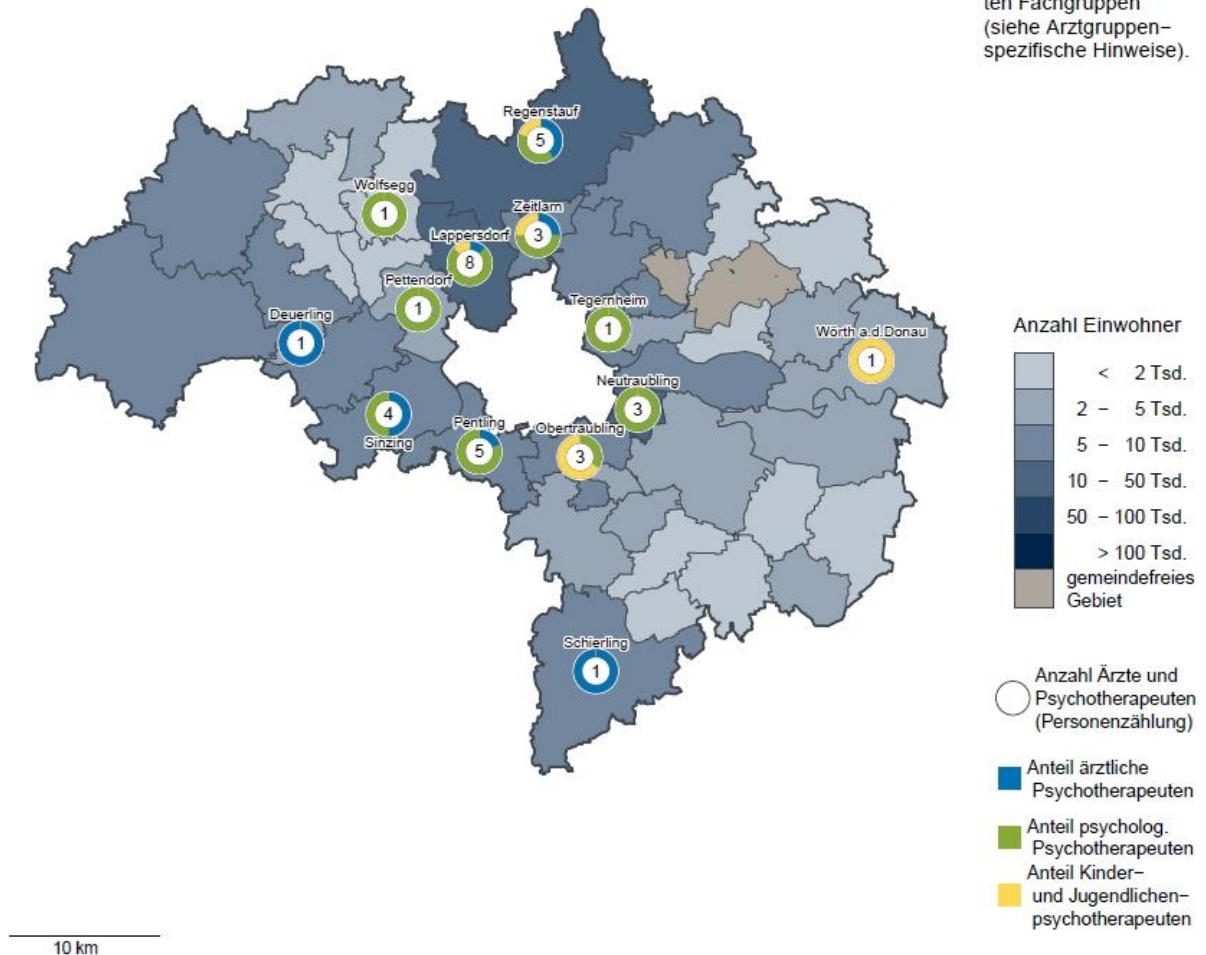 ten Fachgruppen
(siehe Arztgruppen–
spezifische Hinweise).
Regenstauf
5
Wolfsegg
1
Zeitlarn
3
Lappersdorf
8
Pettendorf
1
Tegernheim
1
Deuerling
1
Wörth a.d.Donau
1
Neutraubling
3
4
Sinzing
Pentling
5
Obertraubling
3
Schierling
1
Anzahl Einwohner
< 2 Tsd.
2 – 5 Tsd.
5 – 10 Tsd.
10 – 50 Tsd.
50 – 100 Tsd.
> 100 Tsd.
gemeindefreies
Gebiet
Anzahl Ärzte und
Psychotherapeuten
(Personenzählung)
Anteil ärztliche
Psychotherapeuten
Anteil psycholog.
Psychotherapeuten
Anteil Kinder–
und Jugendlichen–
psychotherapeuten
10 km